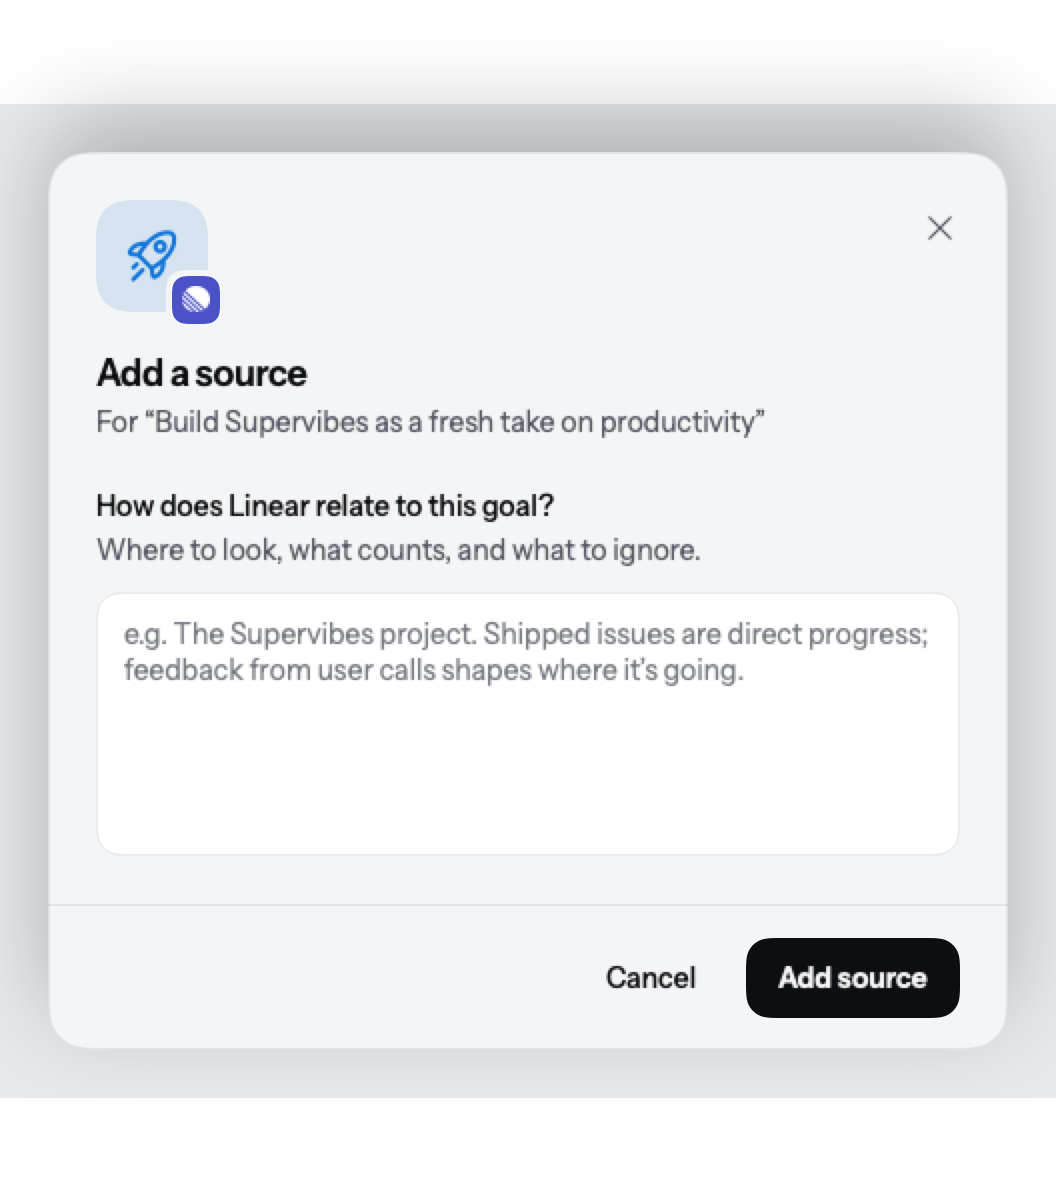 Add a source
For “Build Supervibes as a fresh take on productivity”
How does Linear relate to this goal?
Where to look, what counts, and what to ignore.
e.g. The Supervibes project. Shipped issues are direct progress;
feedback from user calls shapes where it’s going.
Cancel
Add source